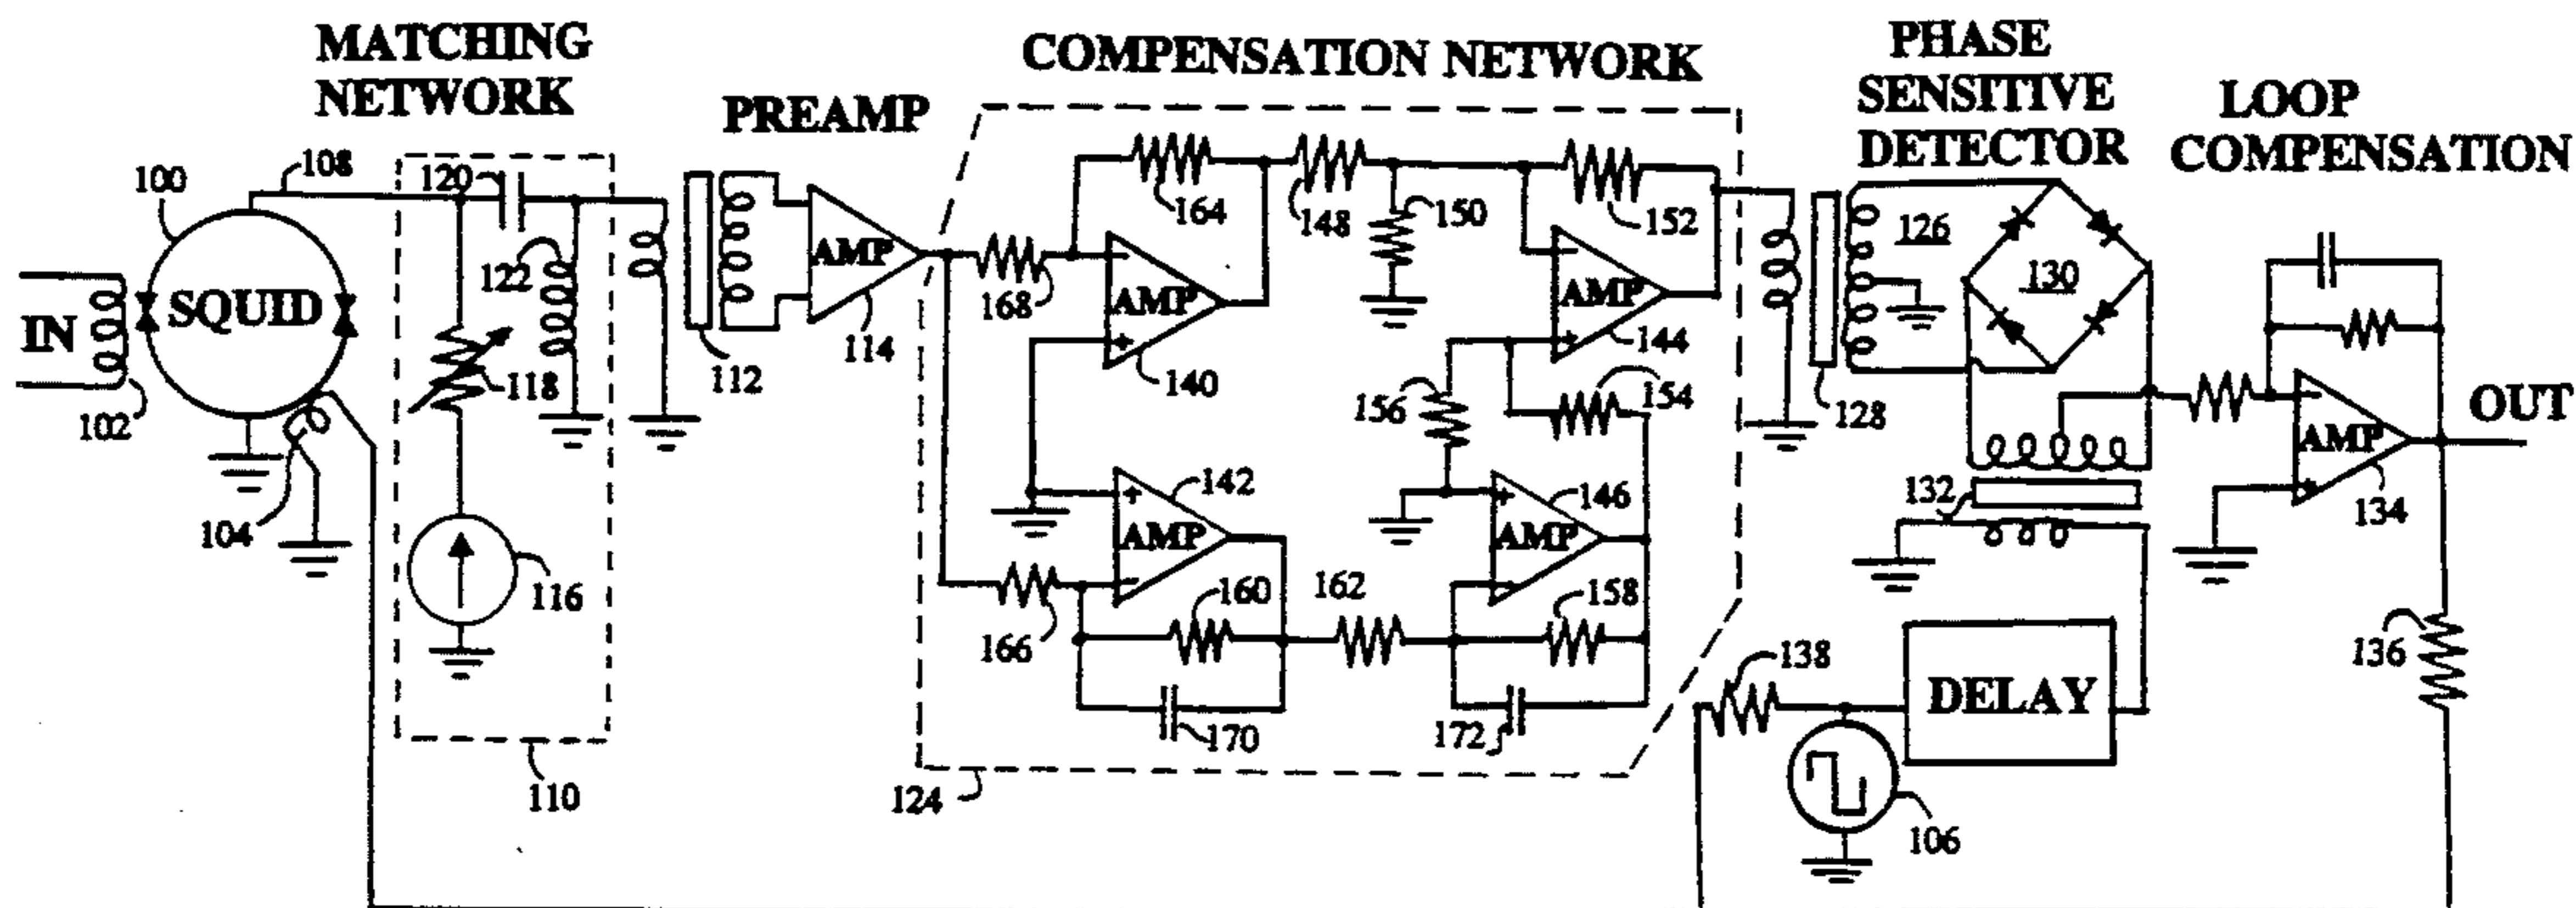 MATCHING
NETWORK
PREAMP
COMPENSATION NETWORK
PHASE
SENSITIVE
DETECTOR
LOOP
COMPENSATION
100
108
120
SQUID
IN
102
104
122
118
116
110
112
AMP
114
168
164
AMP
140
148
150
152
AMP
144
156
154
142
AMP
166
160
170
162
146
AMP
158
172
124
126
128
130
132
138
DELAY
106
AMP
134
OUT
136